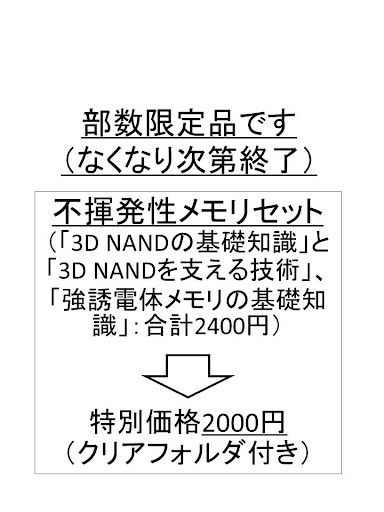 部数限定品です
（なくなり次第終了）
不揮発性メモリセット
（「3D NANDの基礎知識」と
「3D NANDを支える技術」、
「強誘電体メモリの基礎知
識」：合計2400円）
特別価格2000円
（クリアフォルダ付き）